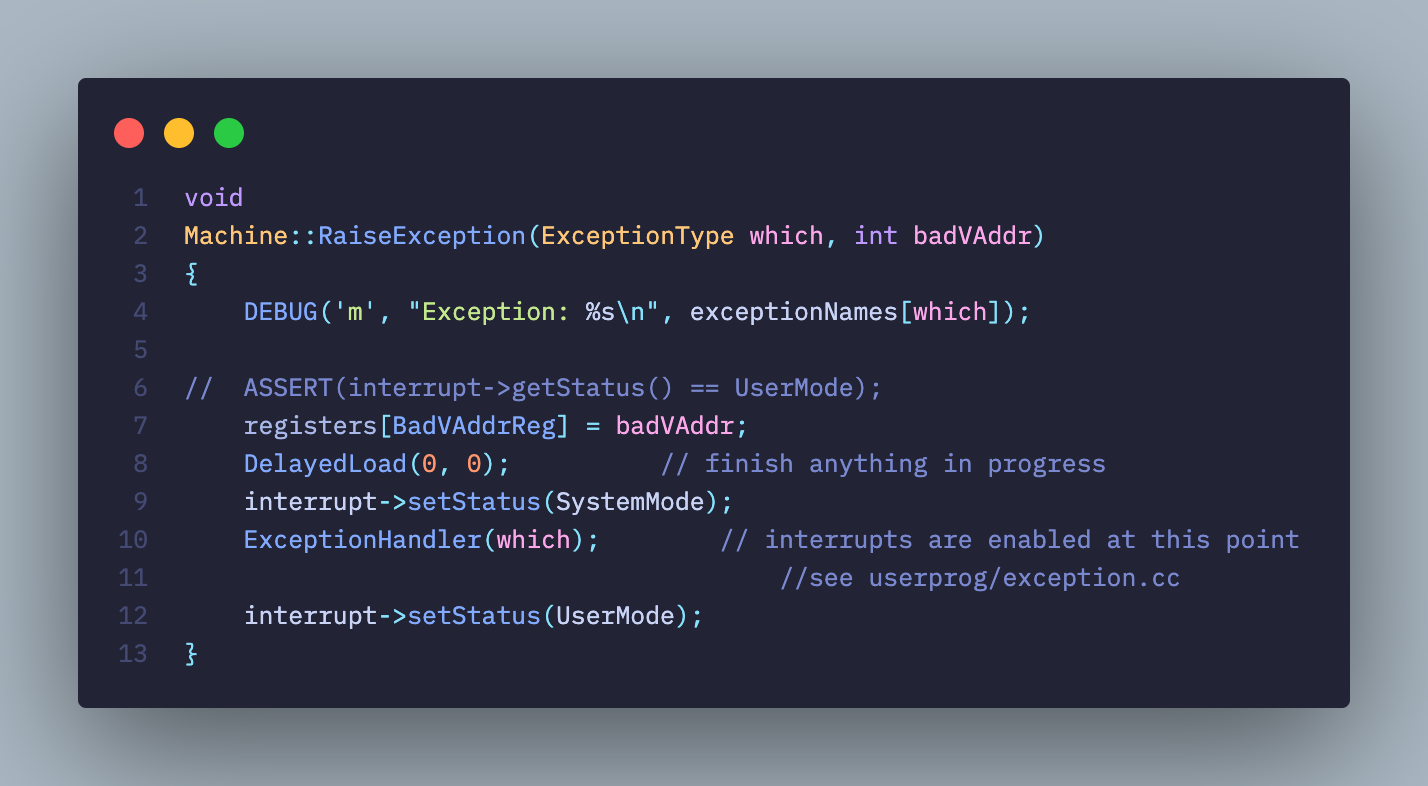 1 void
2 Machine::RaiseException(ExceptionType which, int badVAddr)
3 {
4     DEBUG('m', "Exception: %s\n", exceptionNames[which]);
5
6 //  ASSERT(interrupt->getStatus() == UserMode);
7     registers[BadVAddrReg] = badVAddr;
8     DelayedLoad(0, 0);          // finish anything in progress
9     interrupt->setStatus(SystemMode);
10     ExceptionHandler(which);        // interrupts are enabled at this point
11                                         //see userprog/exception.cc
12     interrupt->setStatus(UserMode);
13 }